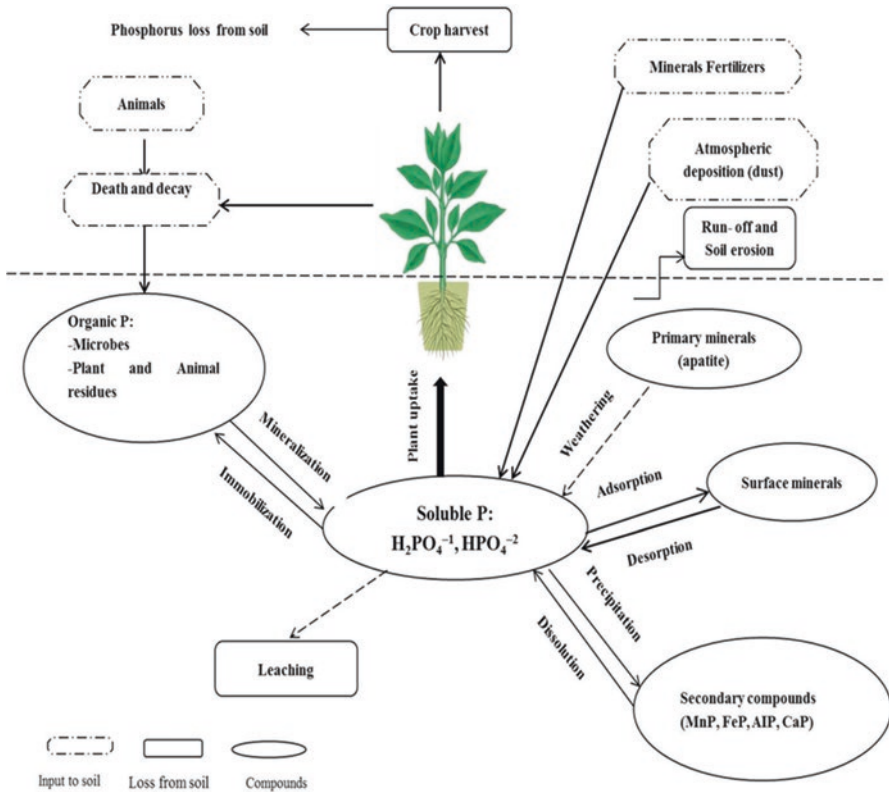 Phosphorus loss from soil
Crop harvest
Minerals Fertilizers
Animals
Atmospheric
deposition (dust)
Death and decay
Run- off and
Soil erosion
Organic P:
-Microbes
-Plant and Animal
residues
Primary minerals
(apatite)
Plant uptake
Weathering
Mineralization
Immobilization
Adsorption
Surface minerals
Soluble P:
H₂PO₄⁻¹, HPO₄⁻²
Desorption
Precipitation
Dissolution
Leaching
Secondary compounds
(MnP, FeP, AIP, CaP)
Input to soil
Loss from soil
Compounds